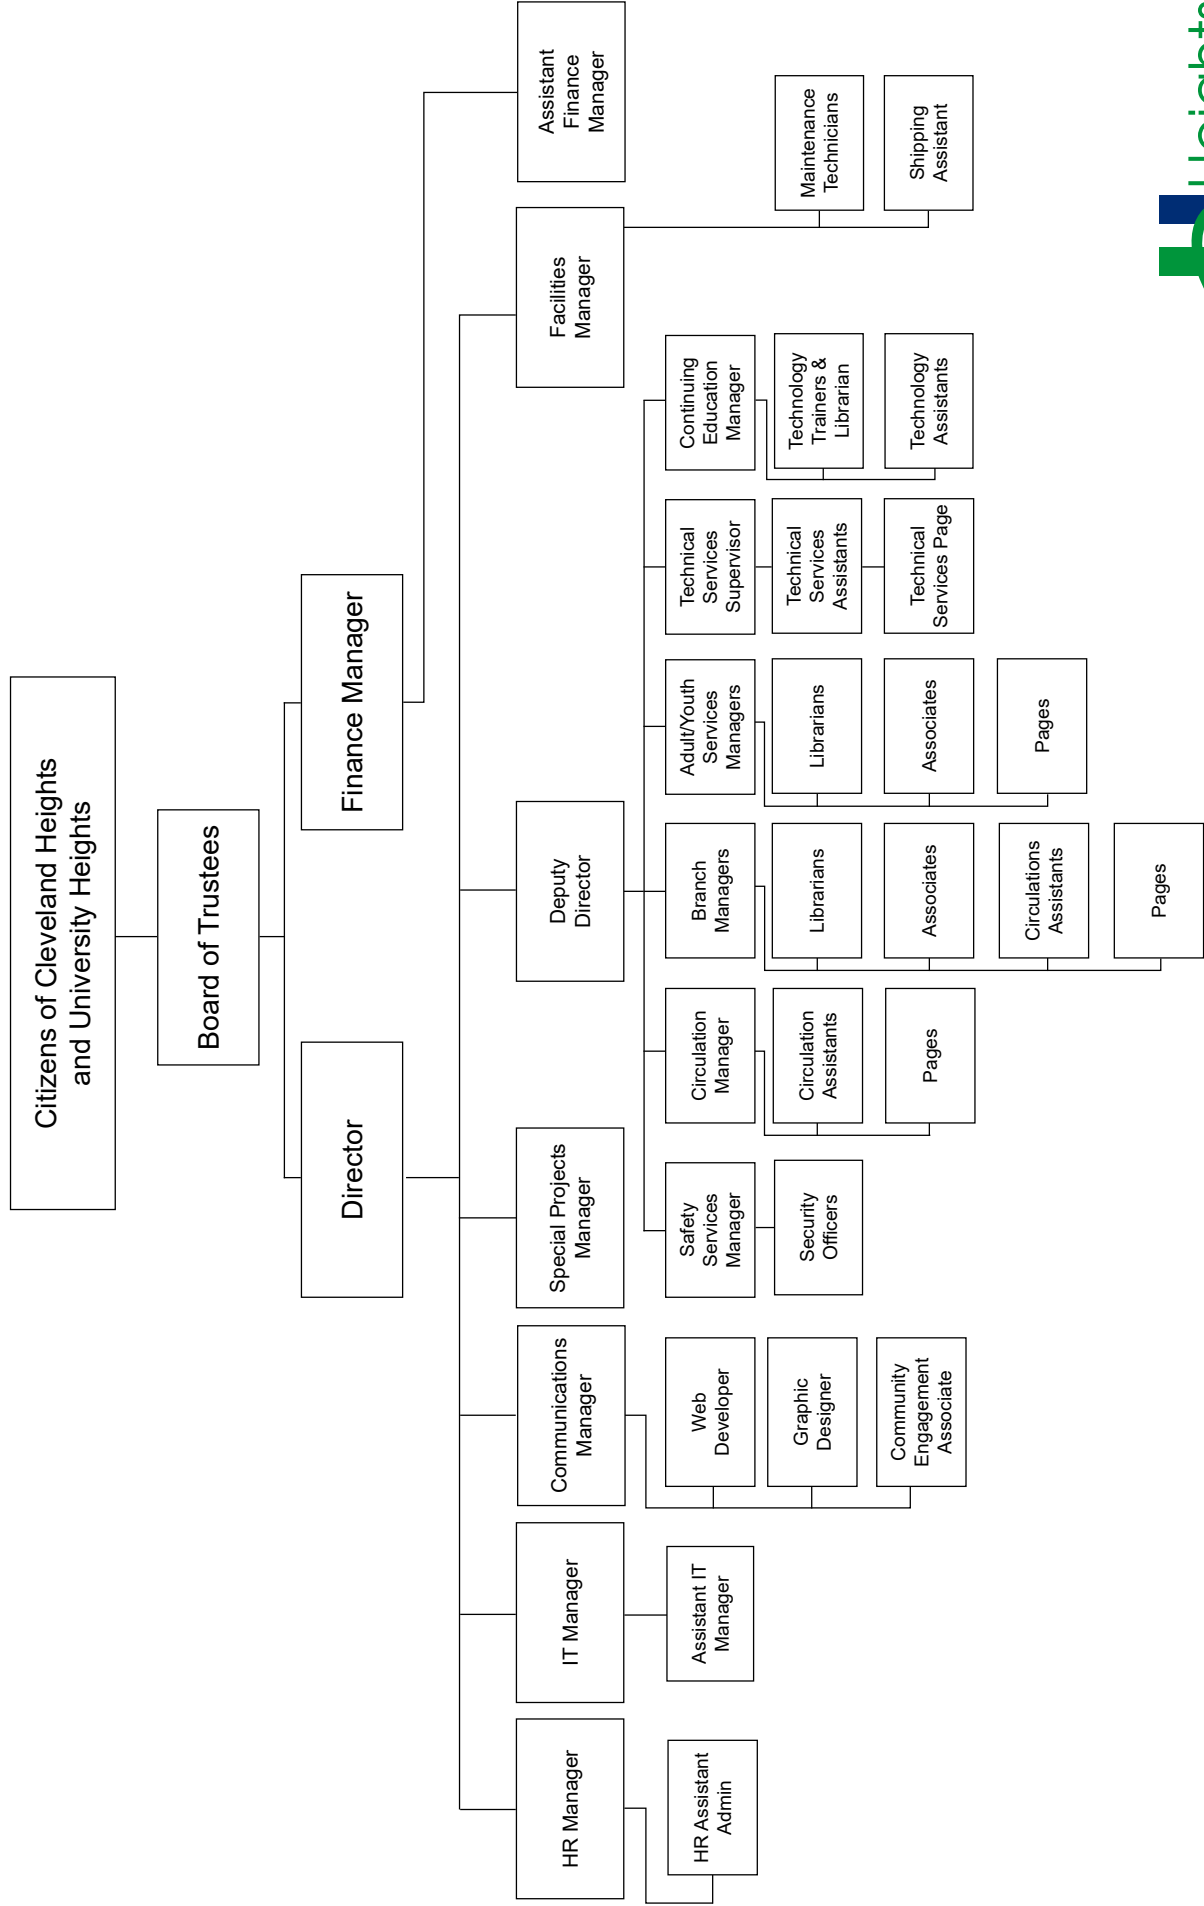 Citizens of Cleveland Heights
and University Heights
Board of Trustees
Director
Finance Manager
HR Manager
IT Manager
Communications
Manager
Special Projects
Manager
Deputy
Director
Facilities
Manager
Assistant
Finance
Manager
HR Assistant
Admin
Assistant IT
Manager
Web
Developer
Graphic
Designer
Community
Engagement
Associate
Safety
Services
Manager
Security
Officers
Circulation
Manager
Circulation
Assistants
Pages
Branch
Managers
Librarians
Associates
Circulations
Assistants
Pages
Adult/Youth
Services
Managers
Librarians
Associates
Pages
Technical
Services
Supervisor
Technical
Services
Assistants
Technical
Services Page
Continuing
Education
Manager
Technology
Trainers &
Librarian
Technology
Assistants
Maintenance
Technicians
Shipping
Assistant
Heights